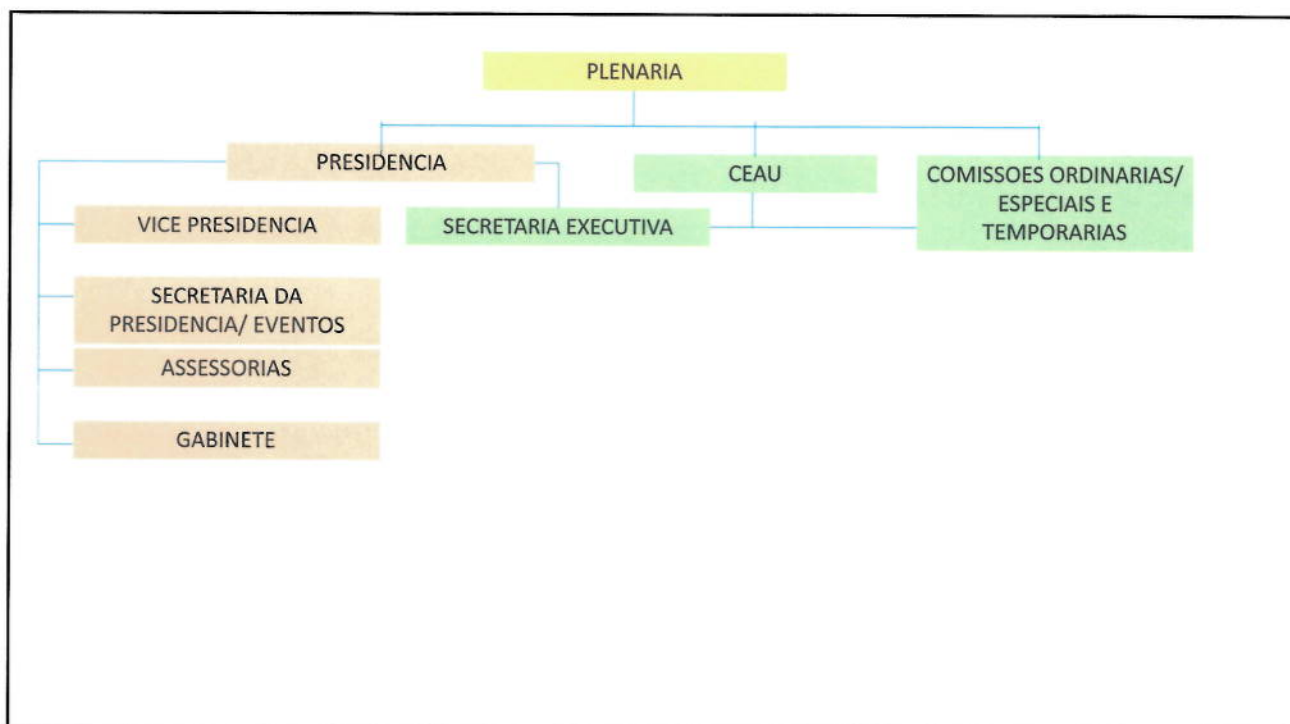 PLENARIA
PRESIDENCIA
CEAU
COMISSOES ORDINARIAS/
ESPECIAIS E
TEMPORARIAS
VICE PRESIDENCIA
SECRETARIA EXECUTIVA
SECRETARIA DA
PRESIDENCIA/ EVENTOS
ASSESSORIAS
GABINETE